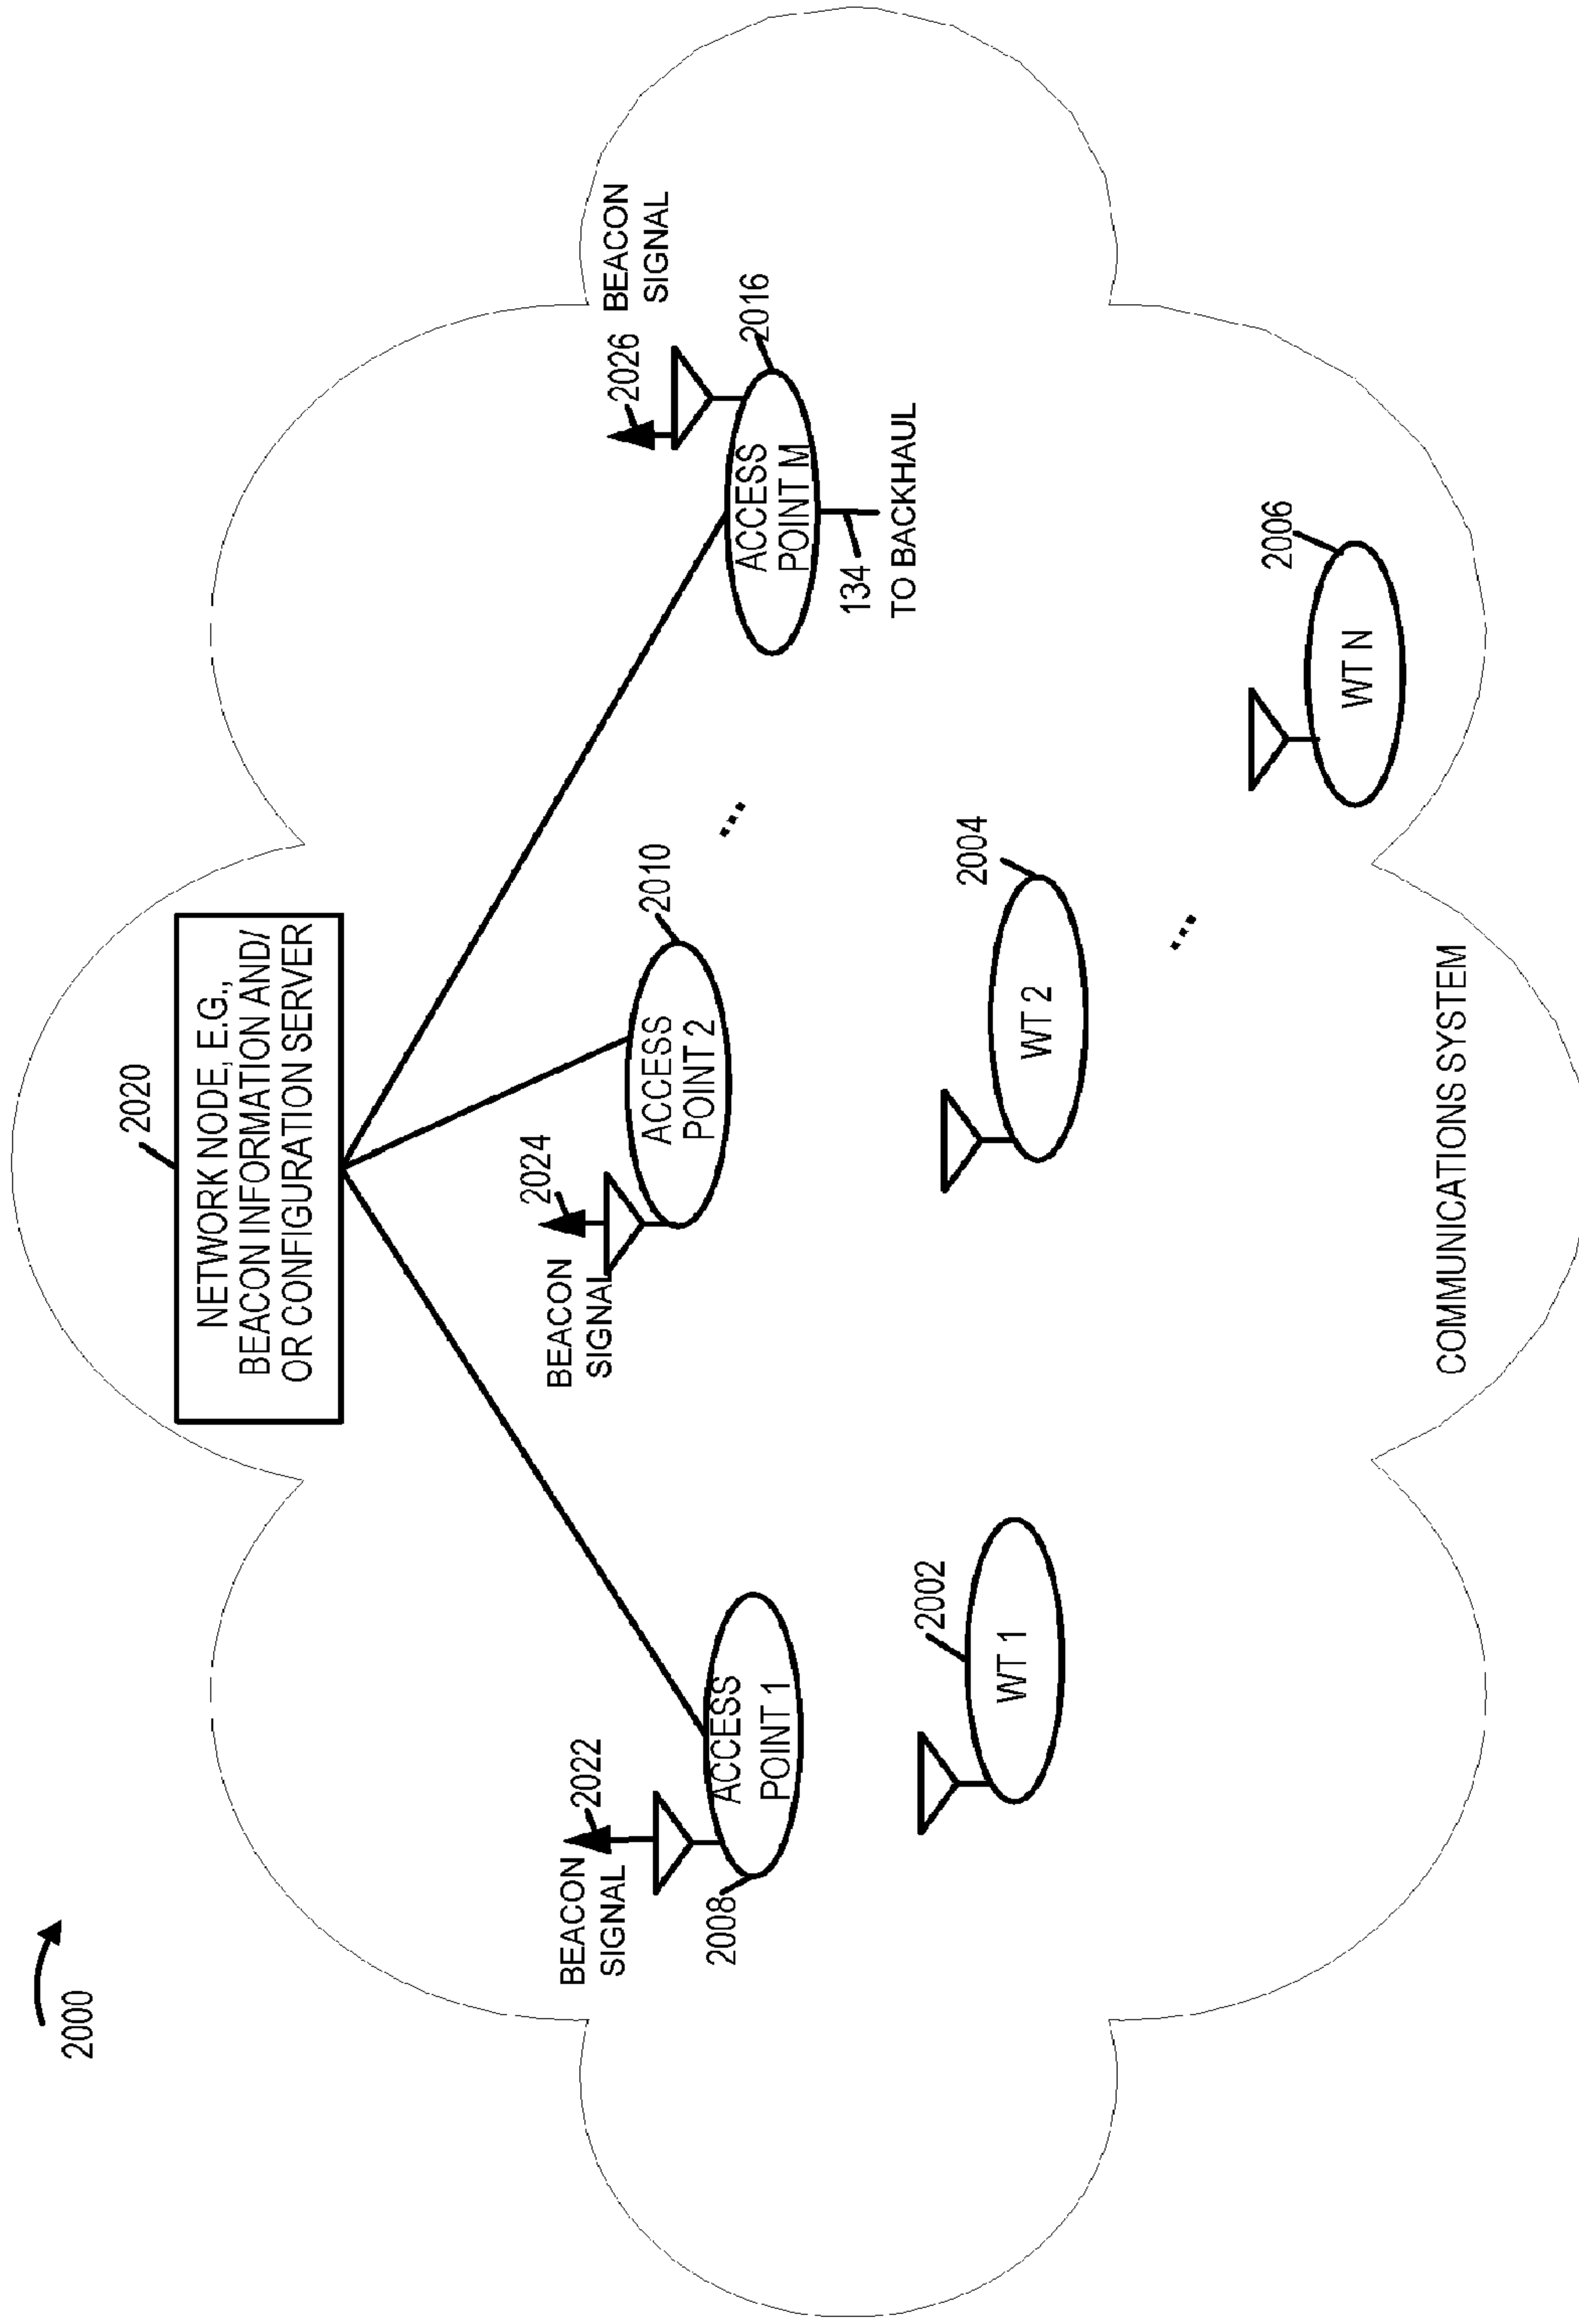 2000
2020
NETWORK NODE, E.G.,
BEACON INFORMATION AND/
OR CONFIGURATION SERVER
BEACON
SIGNAL
2022
ACCESS
POINT 1
2008
BEACON
SIGNAL
2024
ACCESS
POINT 2
2010
...
2026
BEACON
SIGNAL
ACCESS
POINT M
2016
134
TO BACKHAUL
WT 1
2002
WT 2
2004
...
WT N
2006
COMMUNICATIONS SYSTEM